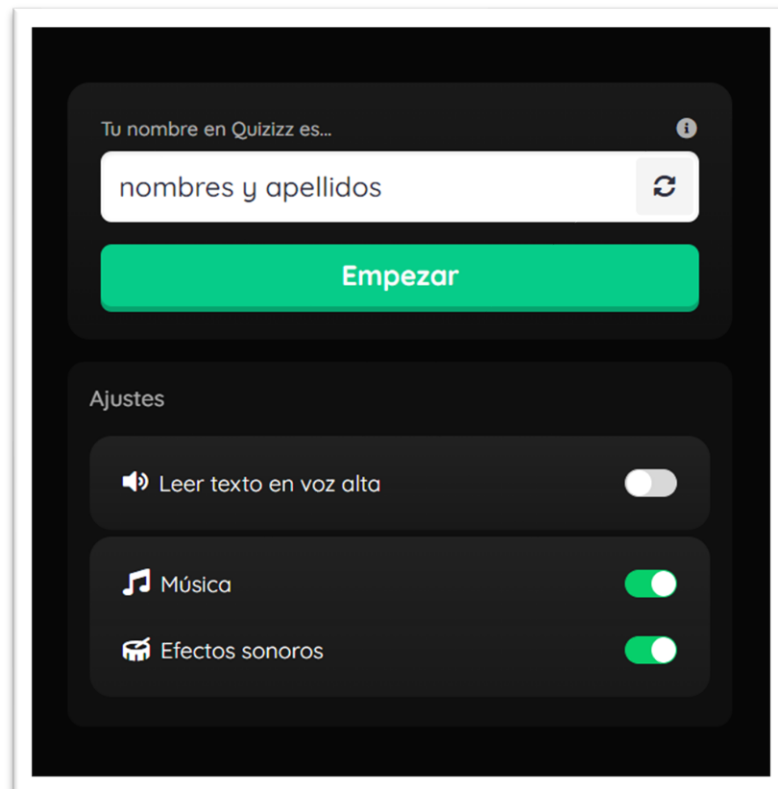 Tu nombre en Quizizz es...
nombres y apellidos
Empezar
Ajustes
Leer texto en voz alta
Música
Efectos sonoros